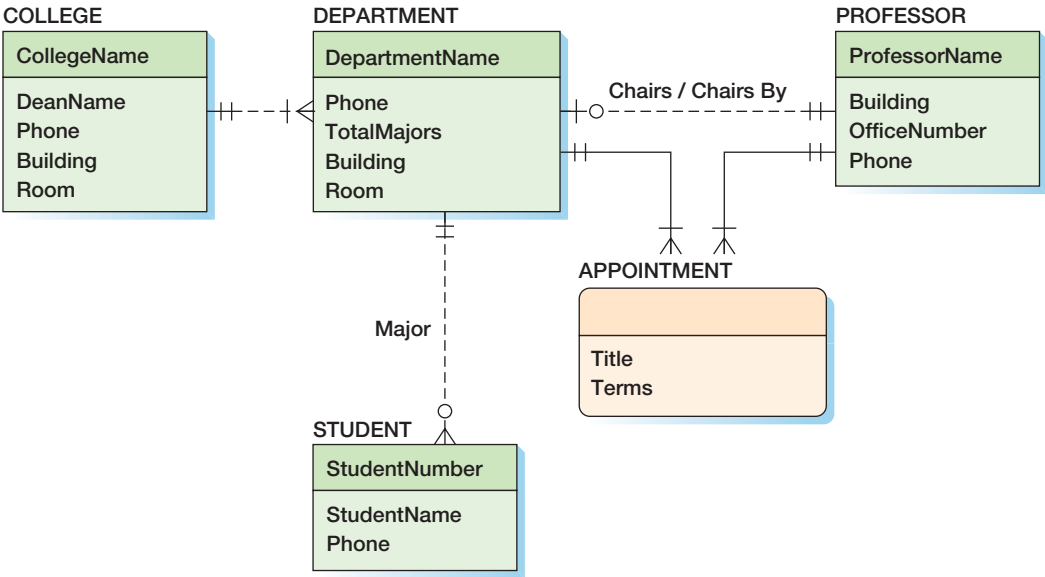 COLLEGE
CollegeName
DeanName
Phone
Building
Room
DEPARTMENT
DepartmentName
Phone
TotalMajors
Building
Room
Chairs / Chairs By
PROFESSOR
ProfessorName
Building
OfficeNumber
Phone
APPOINTMENT
Title
Terms
Major
STUDENT
StudentNumber
StudentName
Phone